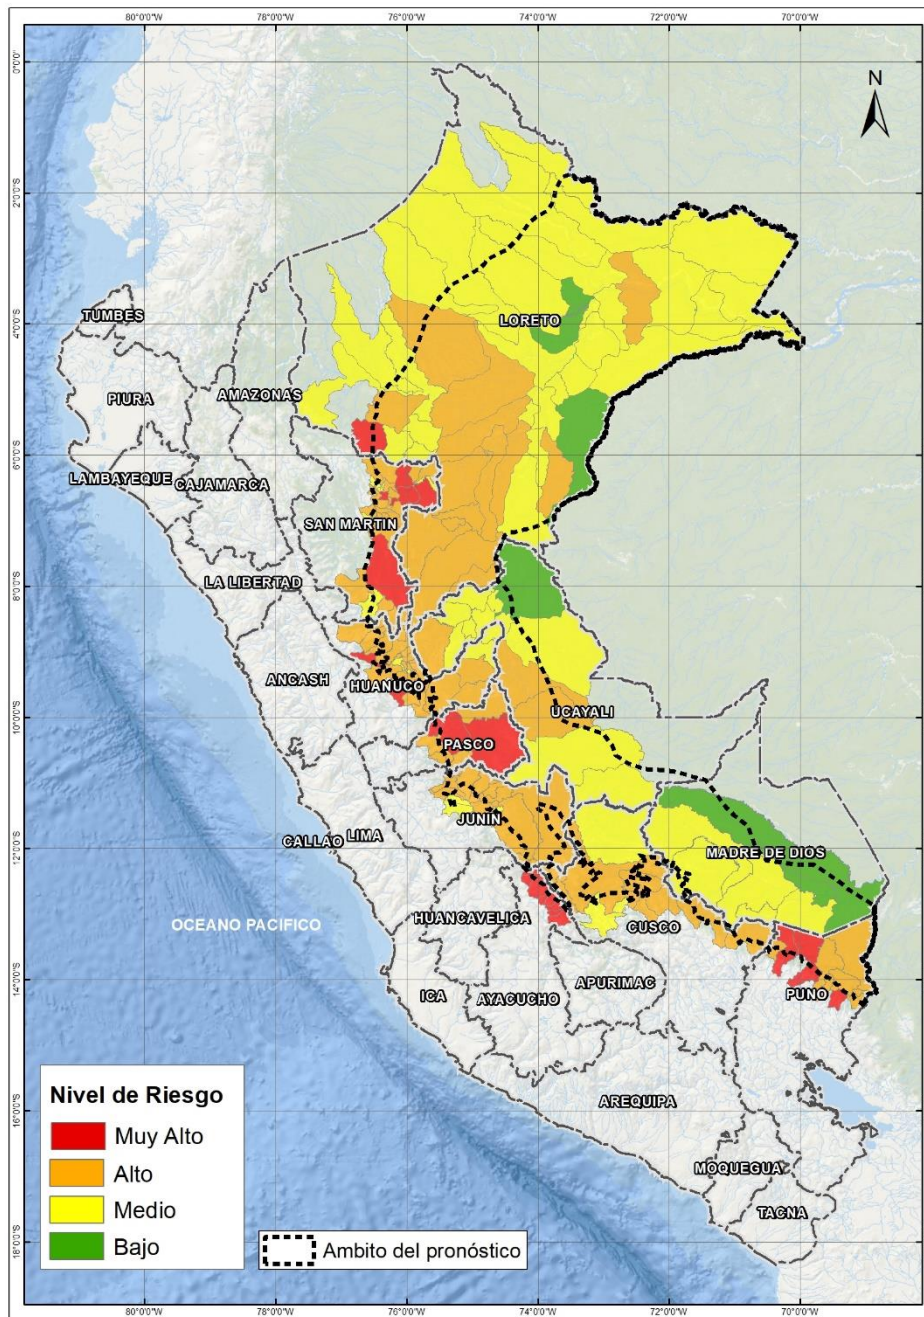 80°0'0"W
78°0'0"W
76°0'0"W
74°0'0"W
72°0'0"W
70°0'0"W
N
0°0'0"
2°0'0"S
4°0'0"S
6°0'0"S
8°0'0"S
10°0'0"S
12°0'0"S
14°0'0"S
16°0'0"S
18°0'0"S
LORETO
TUMBES
PIURA
AMAZONAS
LAMBAYEQUE
CAJAMARCA
SAN MARTIN
LA LIBERTAD
ANCASH
HUANUCO
UCAYALI
PASCO
JUNÍN
CALLAO
LIMA
MADRE DE DIOS
HUANCAVELICA
OCEANO PACIFICO
CUSCO
ICA
AYACUCHO
APURIMAC
PUNO
AREQUIPA
MOQUEGUA
TACNA
Nivel de Riesgo
Muy Alto
Alto
Medio
Bajo
Ambito del pronóstico
80°0'0"W
78°0'0"W
76°0'0"W
74°0'0"W
72°0'0"W
70°0'0"W